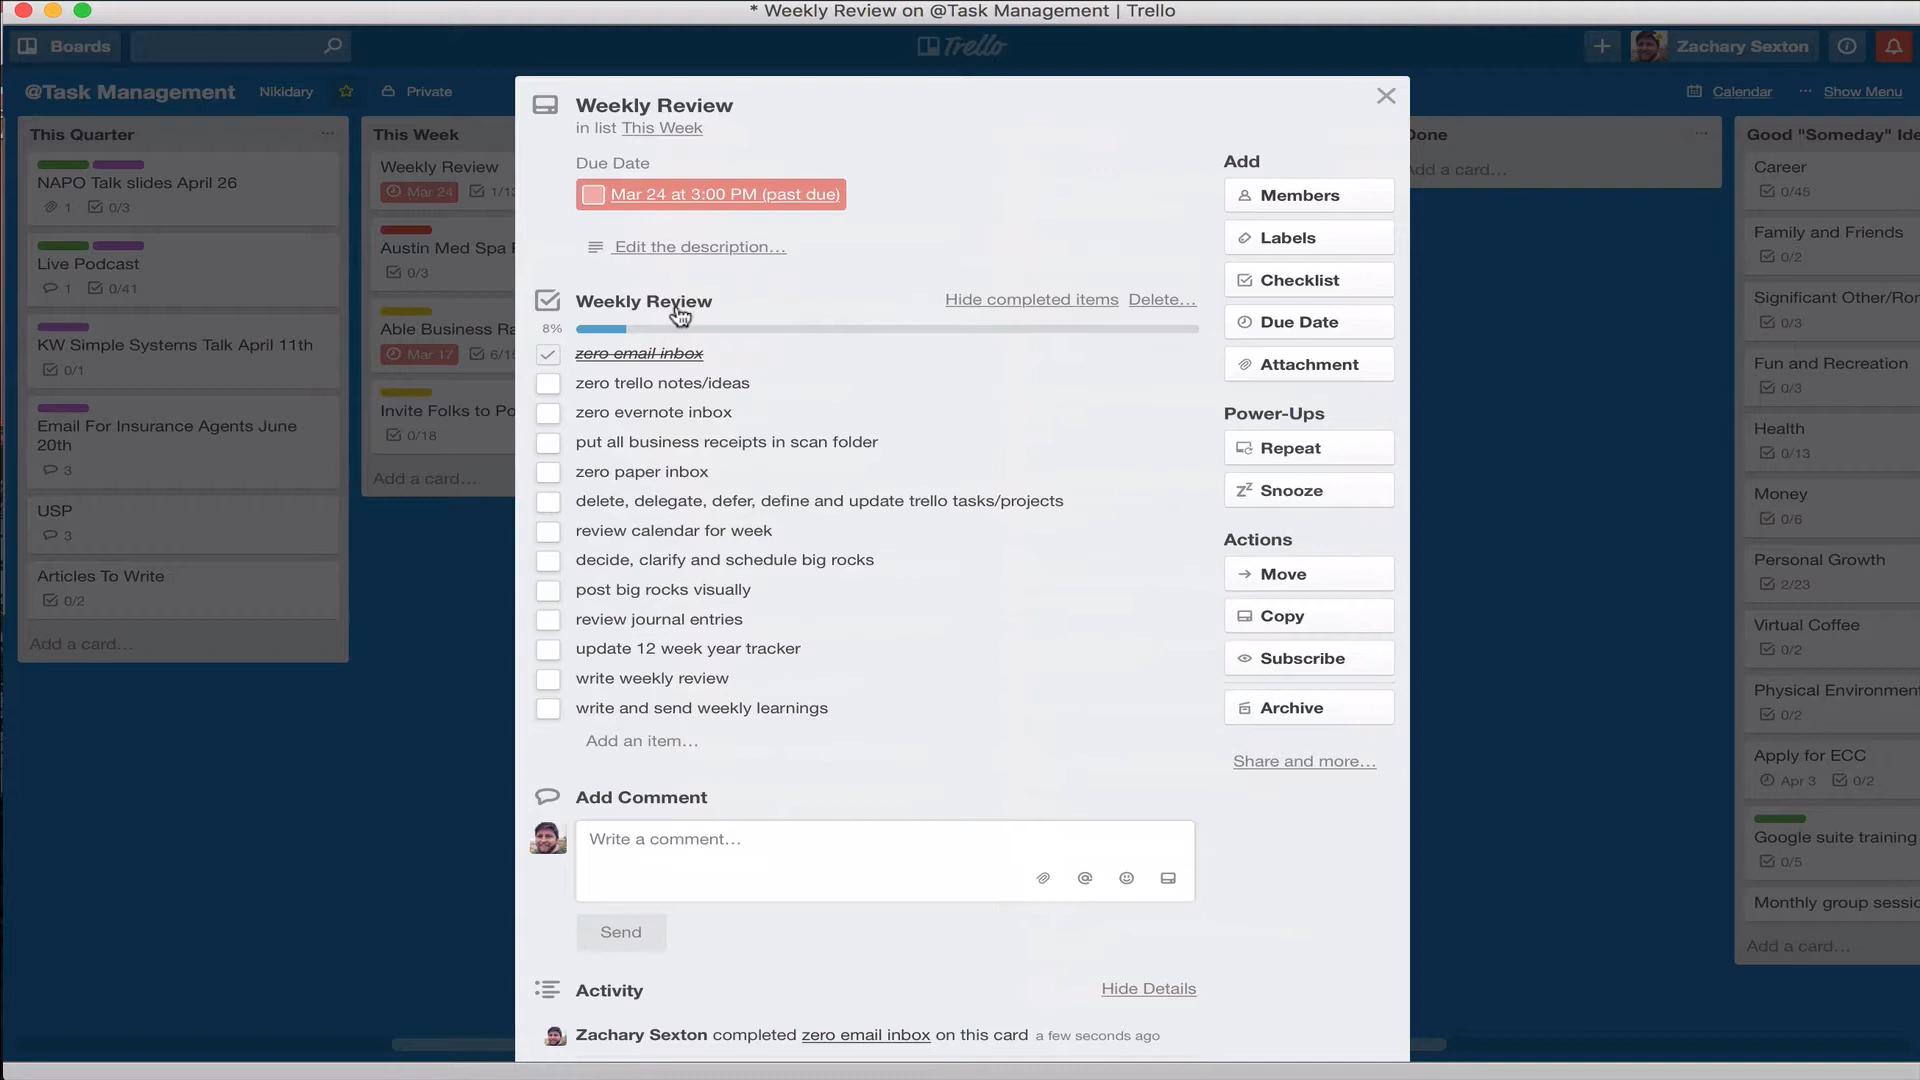 * Weekly Review on @Task Management | Trello
Boards
Trello
Zachary Sexton
@Task Management
Nikidary
Private
Calendar
Show Menu
This Quarter
NAPO Talk slides April 26
1
0/3
Live Podcast
1
0/41
KW Simple Systems Talk April 11th
0/1
Email For Insurance Agents June
20th
3
USP
3
Articles To Write
0/2
Add a card…
This Week
Weekly Review
Mar 24
Austin Med Spa
0/3
Able Business
Mar 17
Invite Folks to
0/18
Add a card…
Weekly Review
in list This Week
Due Date
Mar 24 at 3:00 PM (past due)
Edit the description…
Weekly Review
Hide completed items
Delete…
8%
zero email inbox
zero trello notes/ideas
zero evernote inbox
put all business receipts in scan folder
zero paper inbox
delete, delegate, defer, define and update trello tasks/projects
review calendar for week
decide, clarify and schedule big rocks
post big rocks visually
review journal entries
update 12 week year tracker
write weekly review
write and send weekly learnings
Add an item…
Add Comment
Write a comment…
Send
Activity
Hide Details
Zachary Sexton completed zero email inbox on this card a few seconds ago
Add
Members
Labels
Checklist
Due Date
Attachment
Power-Ups
Repeat
Snooze
Actions
Move
Copy
Subscribe
Archive
Share and more…
Done
Add a card…
Good "Someday"
Career
0/45
Family and Friends
0/2
Significant
0/3
Fun and Recreation
0/3
Health
0/13
Money
0/6
Personal Growth
2/23
Virtual Coffee
0/2
Physical Environment
0/2
Apply for ECC
Apr 3
0/2
Google suite training
0/5
Monthly group
Add a card…